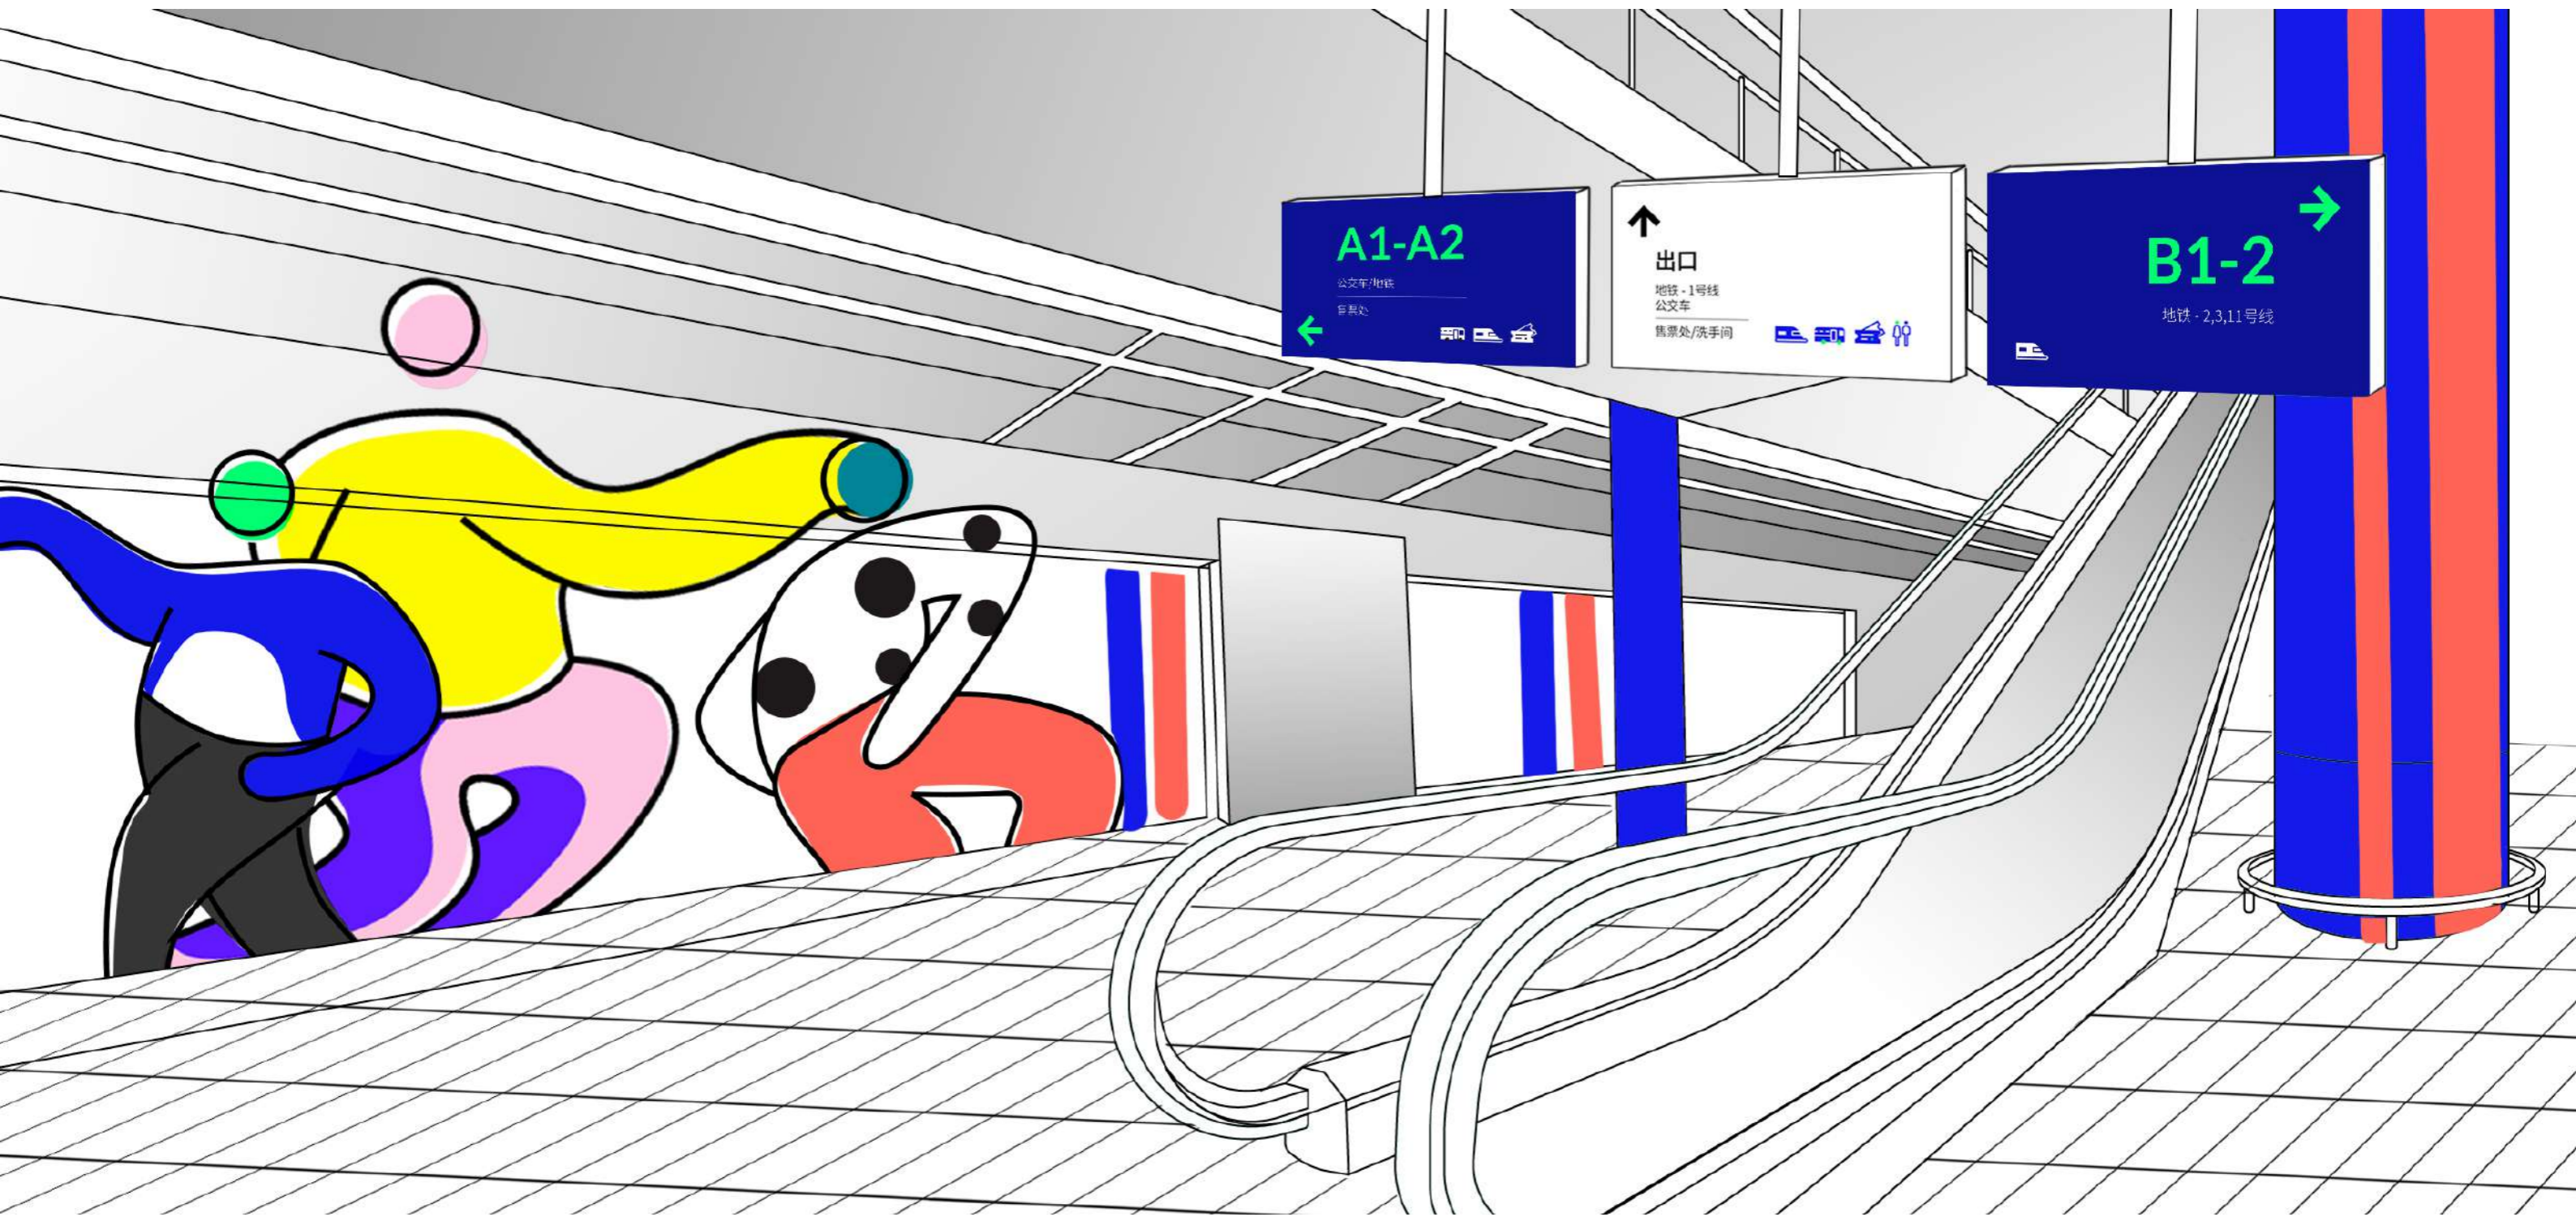 A1-A2
公交车/地铁
售票处
出口
地铁 - 1号线
公交车
售票处/洗手间
B1-2
地铁 - 2,3,11号线